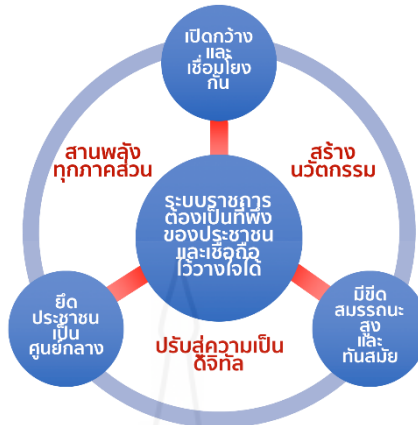 เปิดกว้าง
และ
เชื่อมโยง
กัน
สานพลัง
ทุกภาคส่วน
สร้าง
นวัตกรรม
ระบบราชการ
ต้องเป็นที่พึ่ง
ของประชาชน
และเชื่อถือ
ไว้วางใจได้
ยึด
ประชาชน
เป็น
ศูนย์กลาง
ปรับสู่ความเป็น
ดิจิทัล
มีขีด
สมรรถนะ
สูง
และ
ทันสมัย